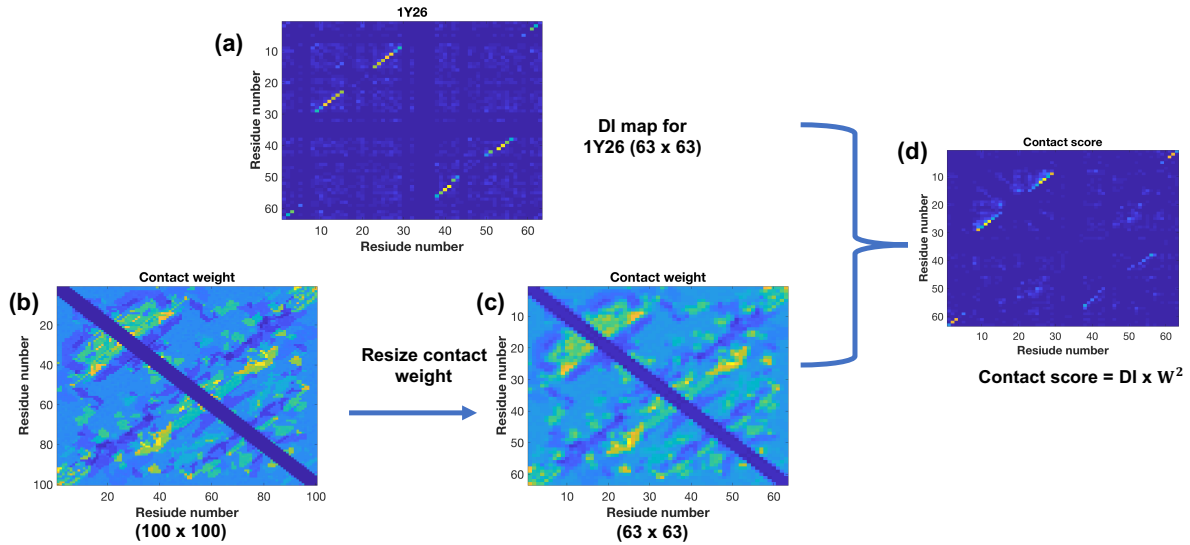 1Y26
(a)
10
20
30
40
50
60
Residue nunber
10 20 30 40 50 60
Resiude number
DI map for
1Y26 (63 x 63)
(b)
Contact weight
20
40
60
80
100
Residue nunber
20 40 60 80 100
Resiude number
(100 x 100)
Resize contact
weight
(c)
Contact weight
10
20
30
40
50
60
Residue nunber
10 20 30 40 50 60
Resiude number
(63 x 63)
(d)
Contact score
10
20
30
40
50
60
Residue nunber
10 20 30 40 50 60
Resiude number
Contact score = DI x W²